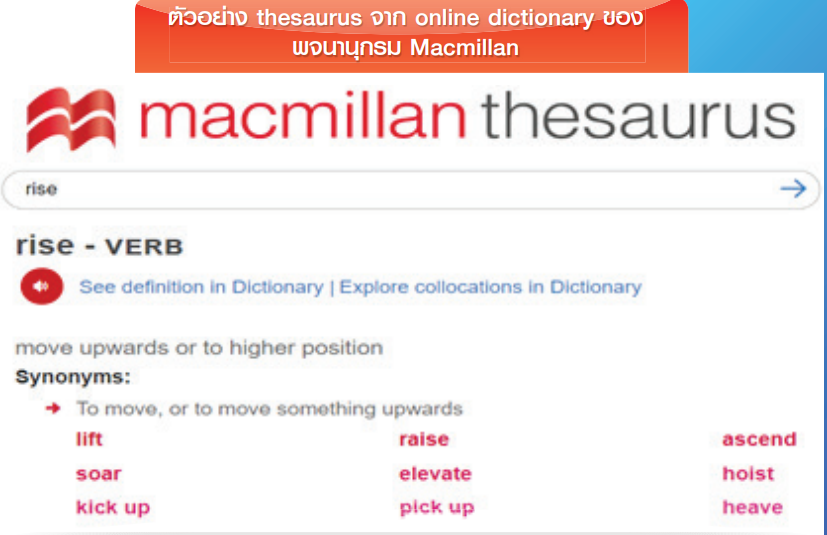 ตัวอย่าง thesaurus จาก online dictionary ของ
พจนานุกรม Macmillan
macmillan thesaurus
rise
rise - VERB
See definition in Dictionary | Explore collocations in Dictionary
move upwards or to higher position
Synonyms:
To move, or to move something upwards
lift raise ascend
soar elevate hoist
kick up pick up heave